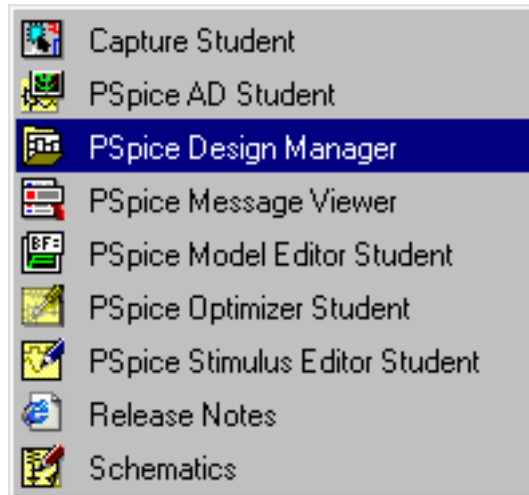 Capture Student
PSpice AD Student
PSpice Design Manager
PSpice Message Viewer
BF=
PSpice Model Editor Student
PSpice Optimizer Student
PSpice Stimulus Editor Student
Release Notes
Schematics